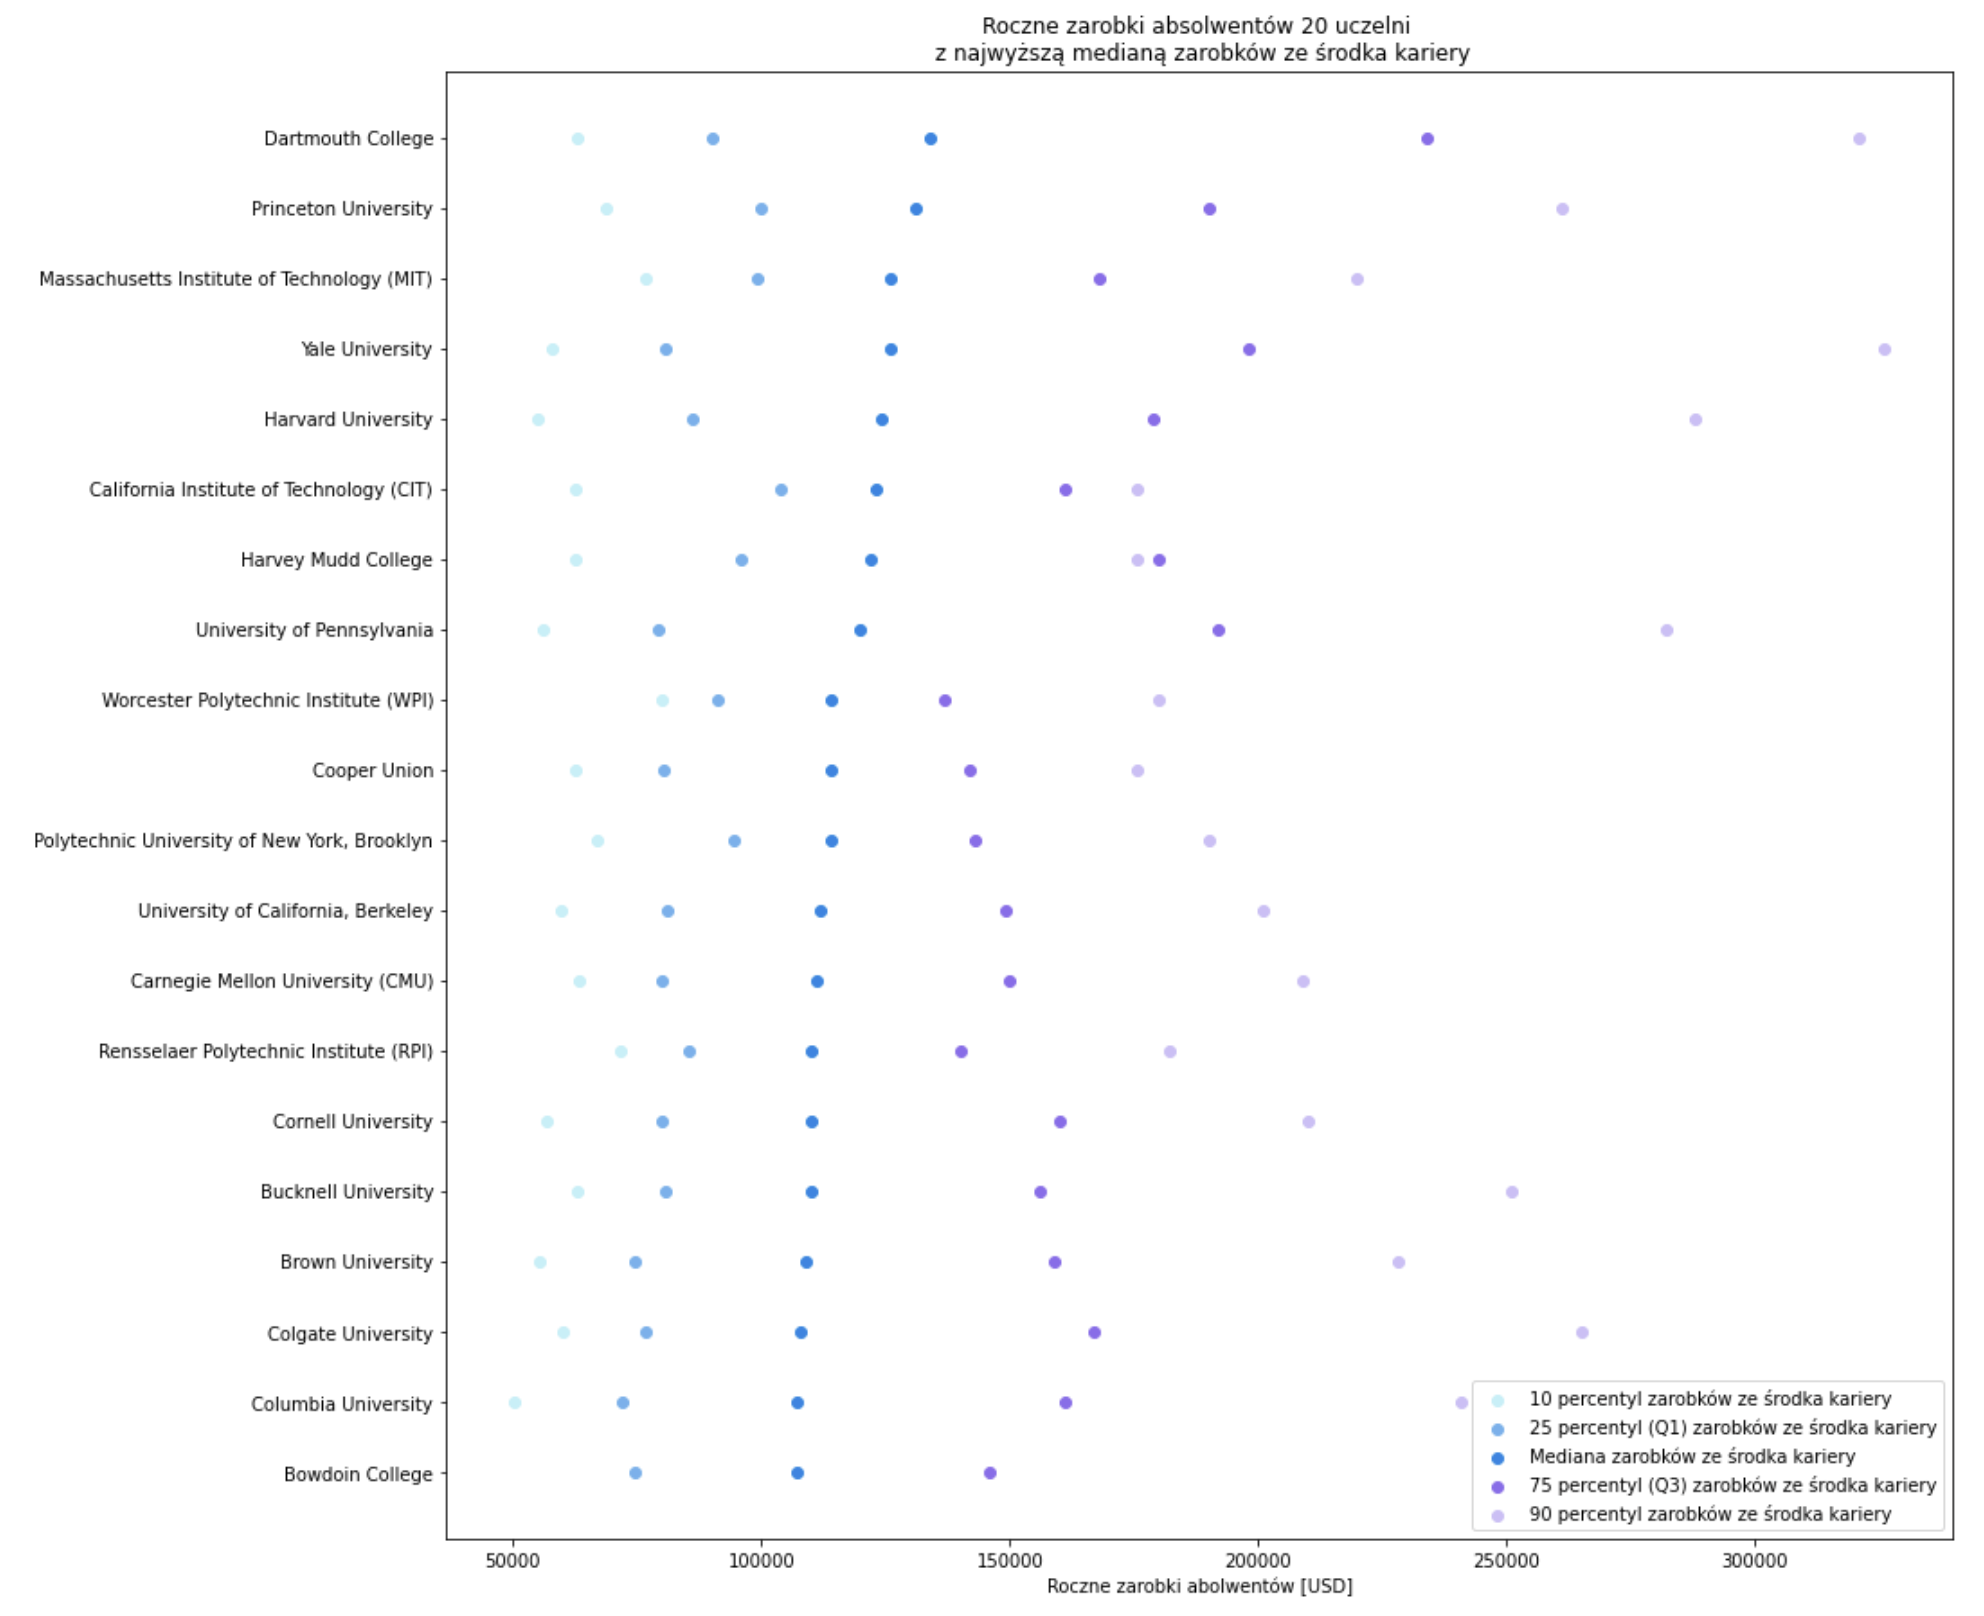 Roczne zarobki absolwentów 20 uczelni
z najwyższą medianą zarobków ze środka kariery
Dartmouth College
Princeton University
Massachusetts Institute of Technology (MIT)
Yale University
Harvard University
California Institute of Technology (CIT)
Harvey Mudd College
University of Pennsylvania
Worcester Polytechnic Institute (WPI)
Cooper Union
Polytechnic University of New York, Brooklyn
University of California, Berkeley
Carnegie Mellon University (CMU)
Rensselaer Polytechnic Institute (RPI)
Cornell University
Bucknell University
Brown University
Colgate University
Columbia University
Bowdoin College
10 percentyl zarobków ze środka kariery
25 percentyl (Q1) zarobków ze środka kariery
Mediana zarobków ze środka kariery
75 percentyl (Q3) zarobków ze środka kariery
90 percentyl zarobków ze środka kariery
50000 100000 150000 200000 250000 300000
Roczne zarobki abolwentów [USD]